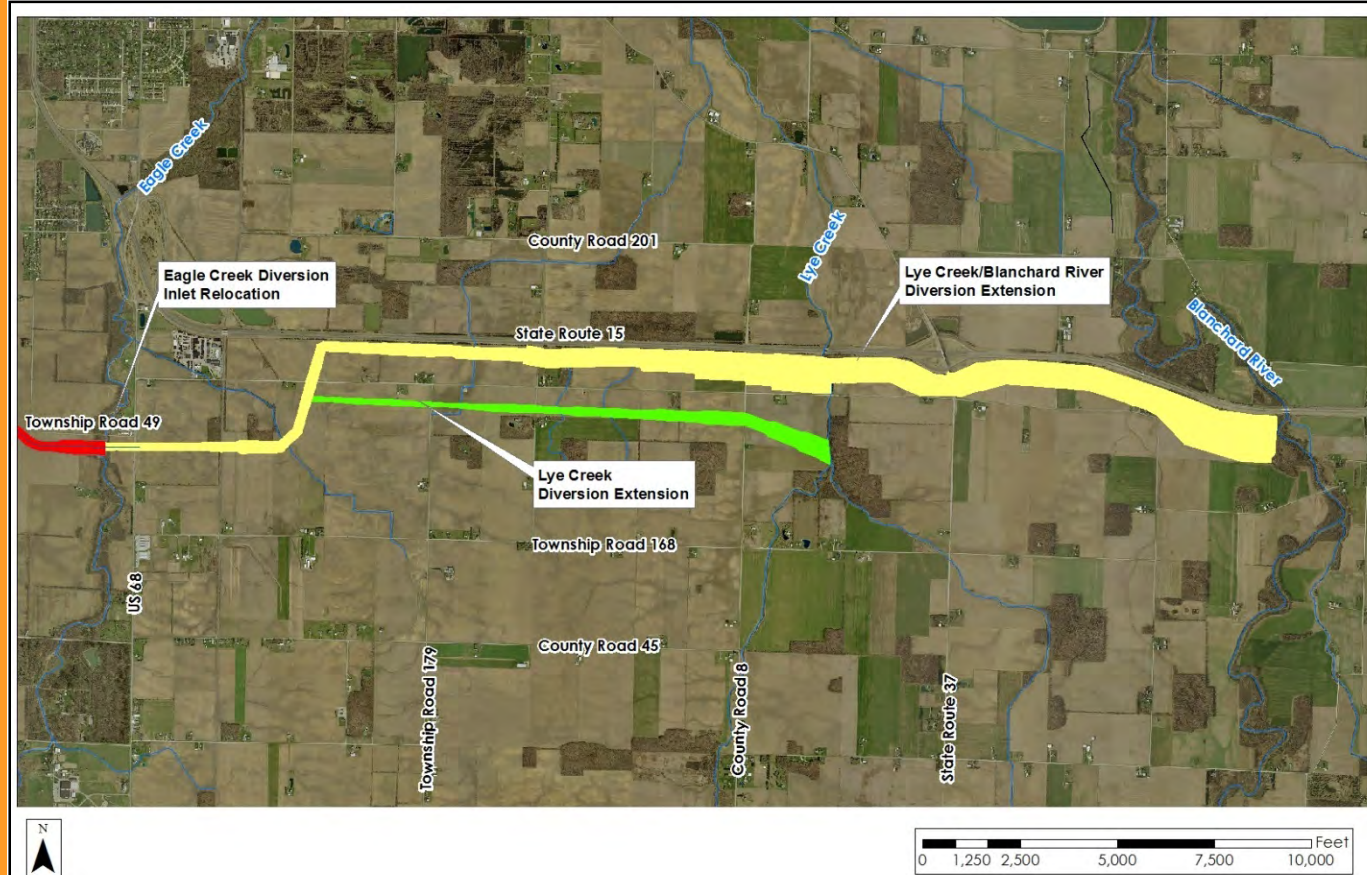 Eagle Creek
County Road 201
Lye Creek
Eagle Creek Diversion
Inlet Relocation
Lye Creek/Blanchard River
Diversion Extension
State Route 15
Blanchard River
Township Road 49
Lye Creek
Diversion Extension
Township Road 168
US 68
County Road 45
Township Road 179
County Road 8
State Route 37
N
Feet
0 1,250 2,500 5,000 7,500 10,000